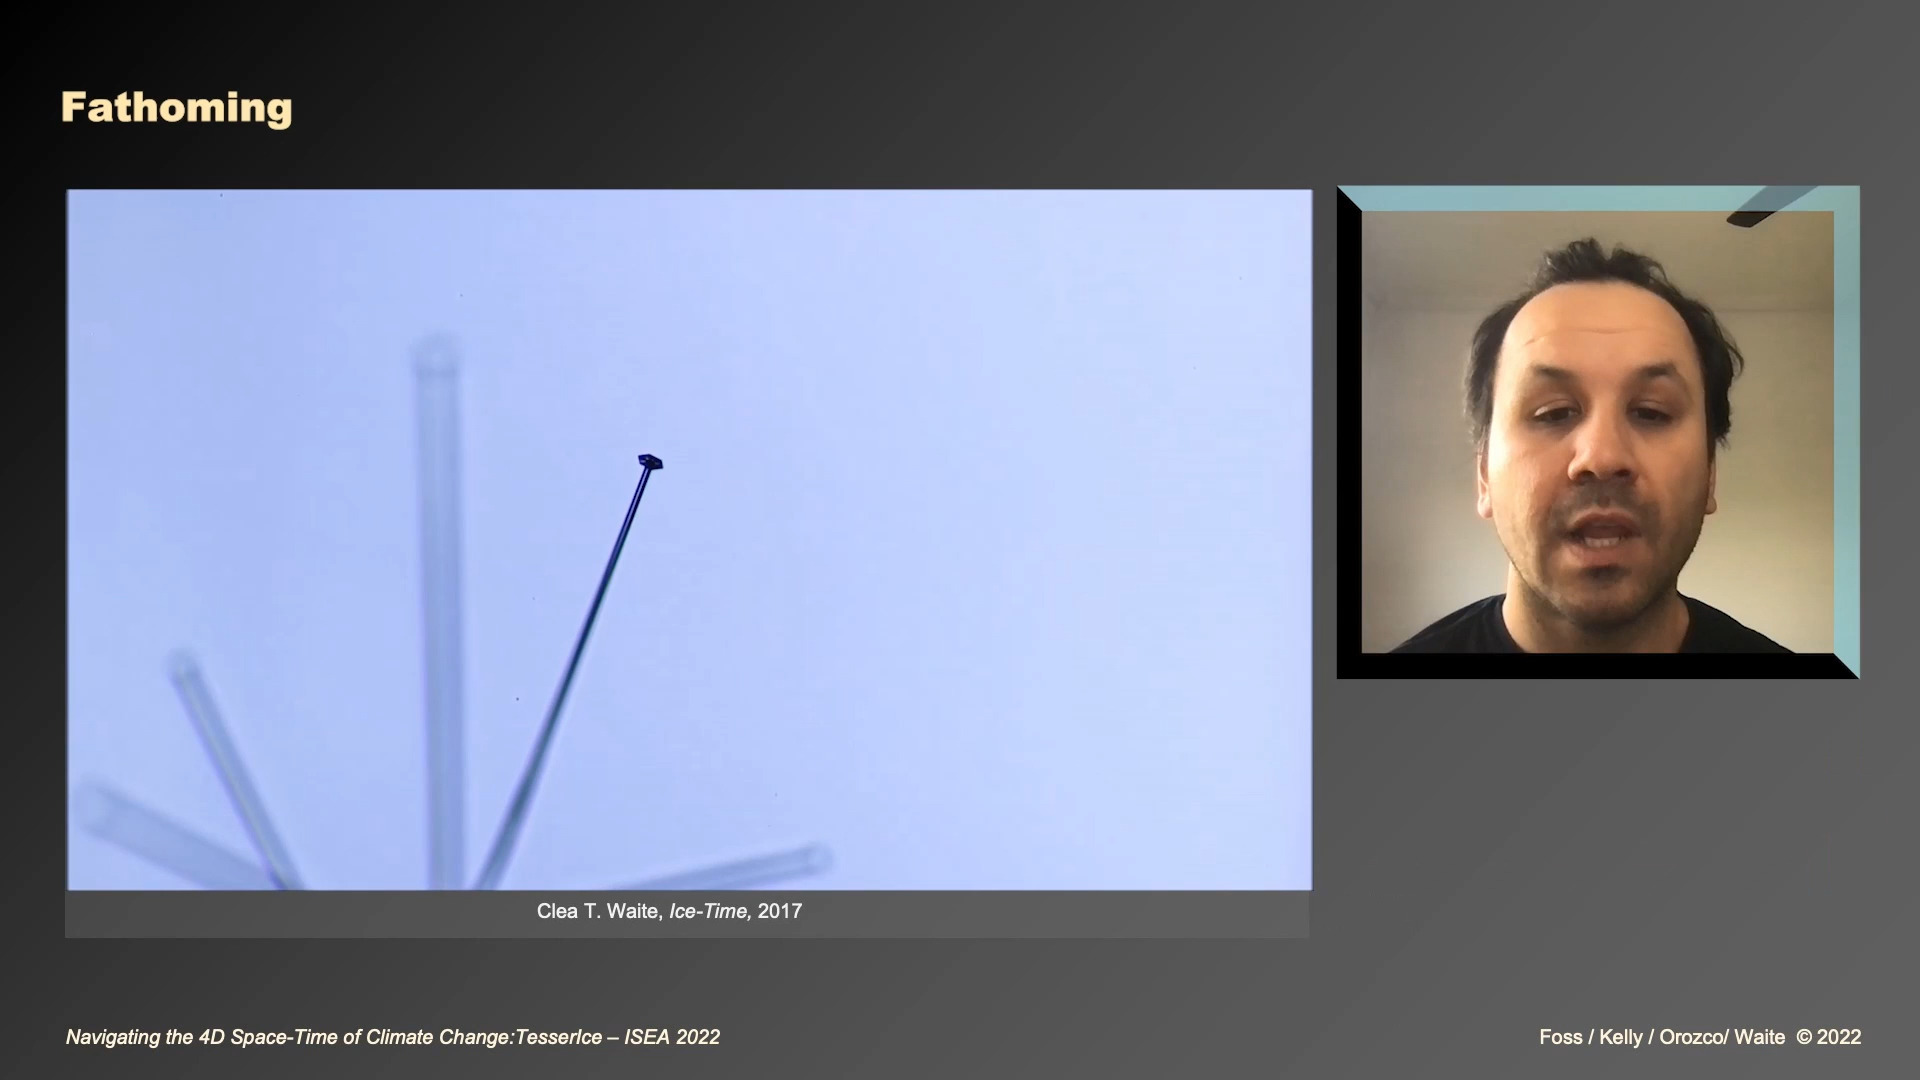 Fathoming
Clea T. Waite, Ice-Time, 2017
Navigating the 4D Space-Time of Climate Change:TesserIce – ISEA 2022
Foss / Kelly / Orozco/ Waite © 2022